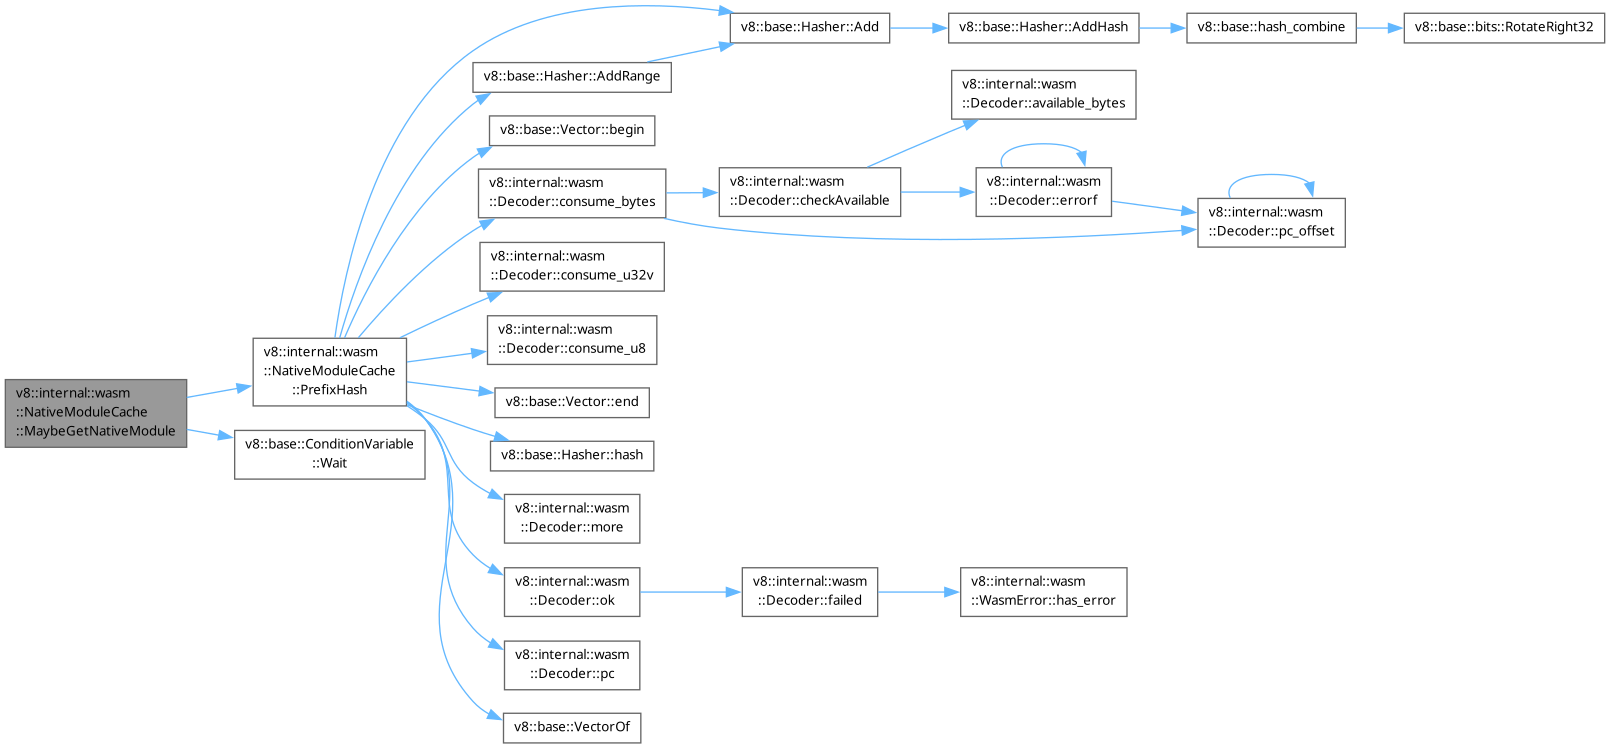 v8::base::Hasher::Add
v8::base::Hasher::AddHash
v8::base::hash_combine
v8::base::bits::RotateRight32
v8::base::Hasher::AddRange
v8::internal::wasm
::Decoder::available_bytes
v8::base::Vector::begin
v8::internal::wasm
::Decoder::consume_bytes
v8::internal::wasm
::Decoder::checkAvailable
v8::internal::wasm
::Decoder::errorf
v8::internal::wasm
::Decoder::pc_offset
v8::internal::wasm
::Decoder::consume_u32v
v8::internal::wasm
::Decoder::consume_u8
v8::internal::wasm
::NativeModuleCache
::PrefixHash
v8::internal::wasm
::NativeModuleCache
::MaybeGetNativeModule
v8::base::Vector::end
v8::base::ConditionVariable
::Wait
v8::base::Hasher::hash
v8::internal::wasm
::Decoder::more
v8::internal::wasm
::Decoder::ok
v8::internal::wasm
::Decoder::failed
v8::internal::wasm
::WasmError::has_error
v8::internal::wasm
::Decoder::pc
v8::base::VectorOf